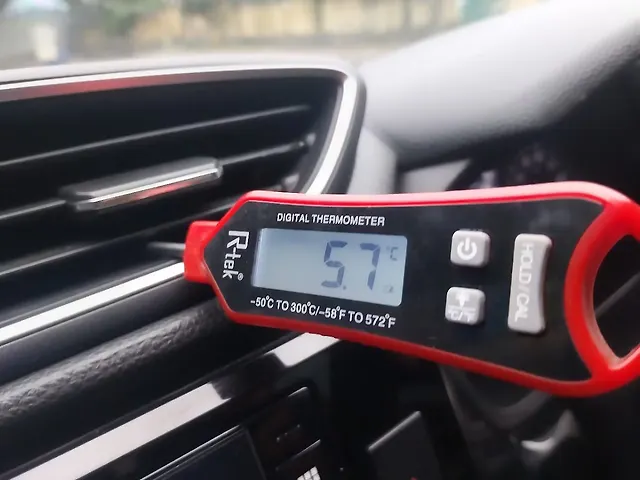 DIGITAL THERMOMETER
R-tek®
5.7 °C
-50°C TO 300°C/-58°F TO 572°F
°C/°F
HOLD CAL